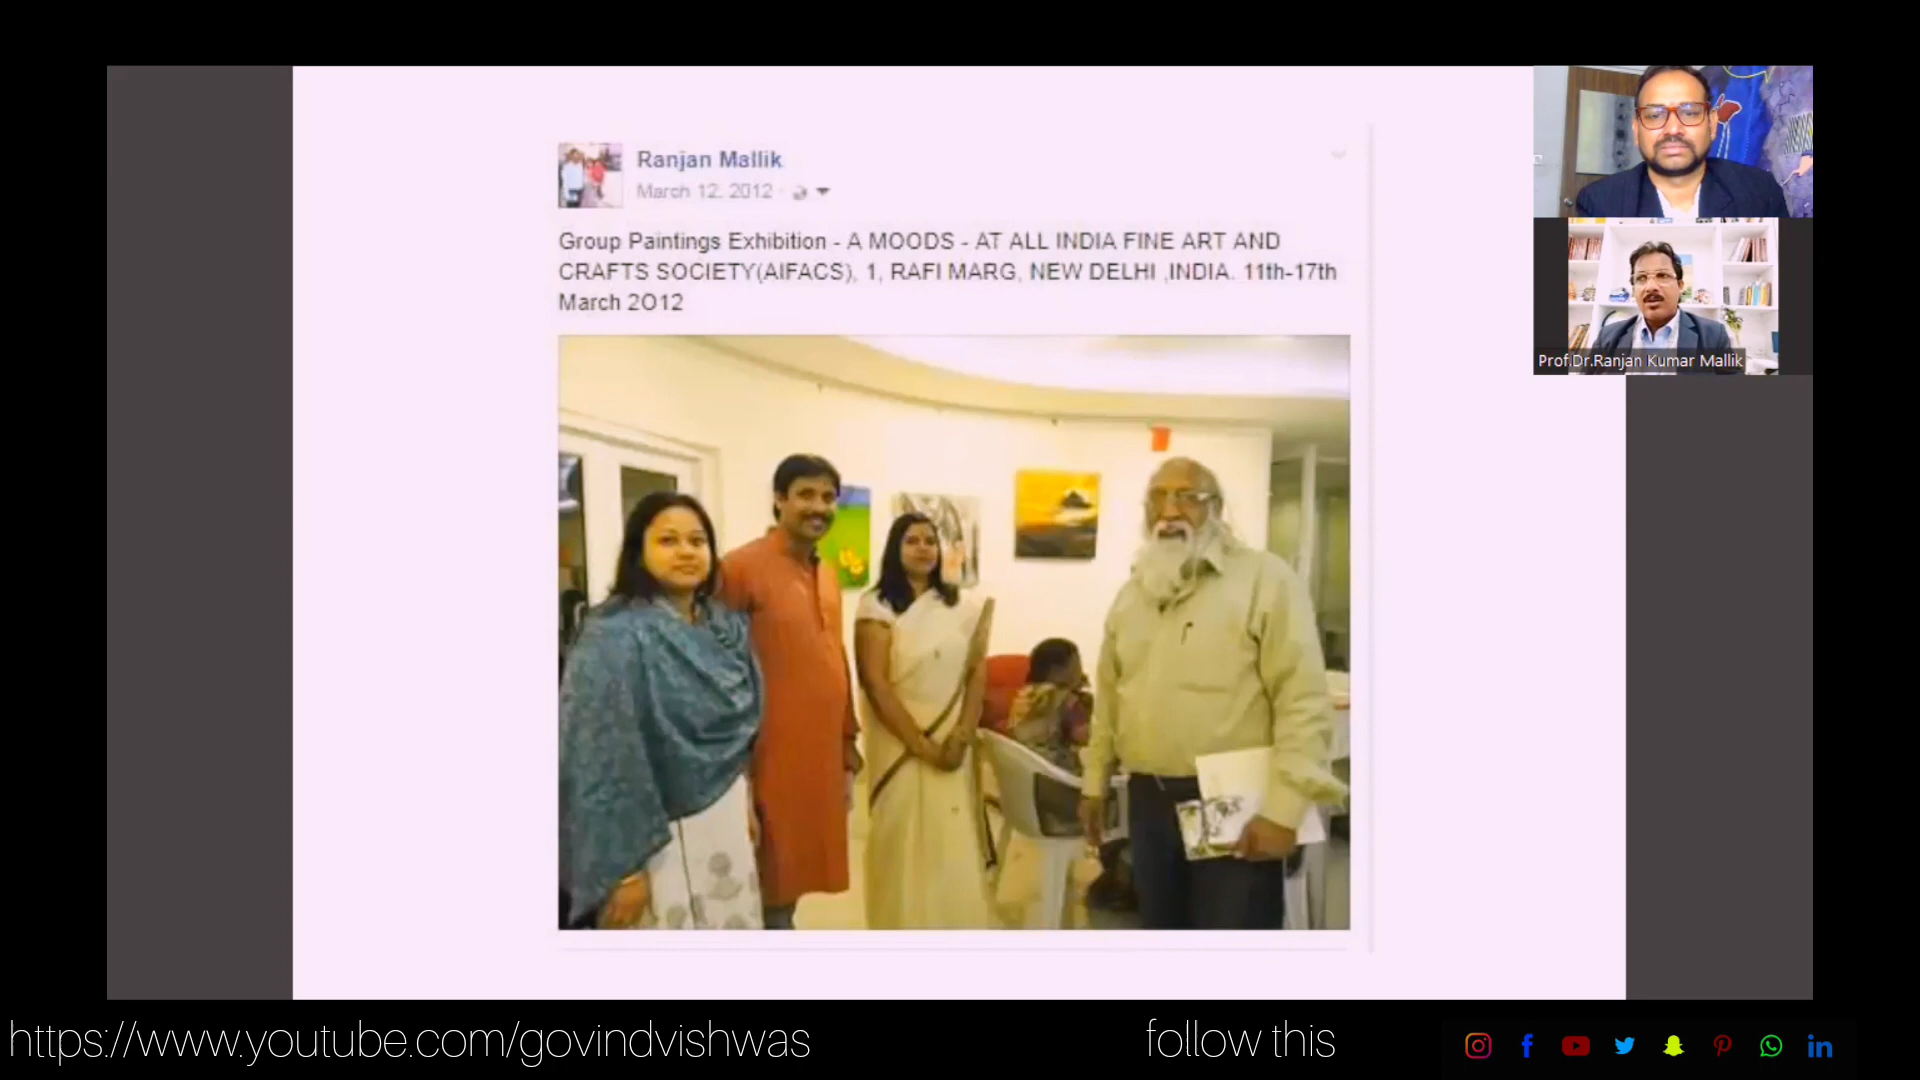 Ranjan Mallik
March 12, 2012
Group Paintings Exhibition - A MOODS - AT ALL INDIA FINE ART AND
CRAFTS SOCIETY(AIFACS), 1, RAFI MARG, NEW DELHI ,INDIA. 11th-17th
March 2O12
Prof.Dr.Ranjan Kumar Mallik
https://www.youtube.com/govindvishwas
follow this